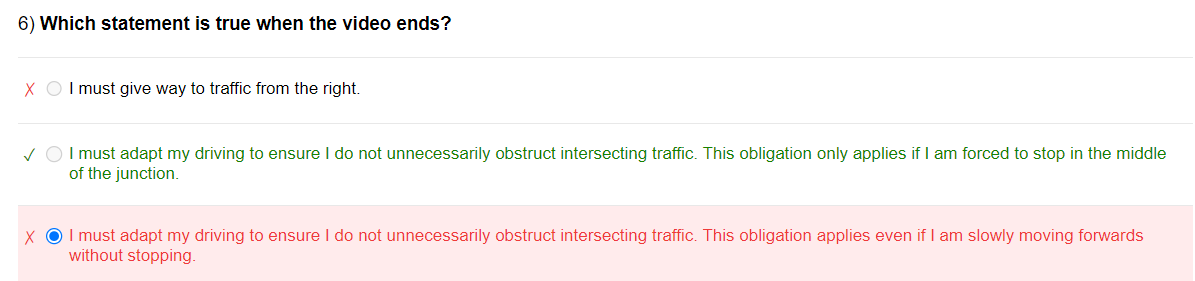 6) Which statement is true when the video ends?
✗ I must give way to traffic from the right.
✓ I must adapt my driving to ensure I do not unnecessarily obstruct intersecting traffic. This obligation only applies if I am forced to stop in the middle
of the junction.
✗ I must adapt my driving to ensure I do not unnecessarily obstruct intersecting traffic. This obligation applies even if I am slowly moving forwards
without stopping.